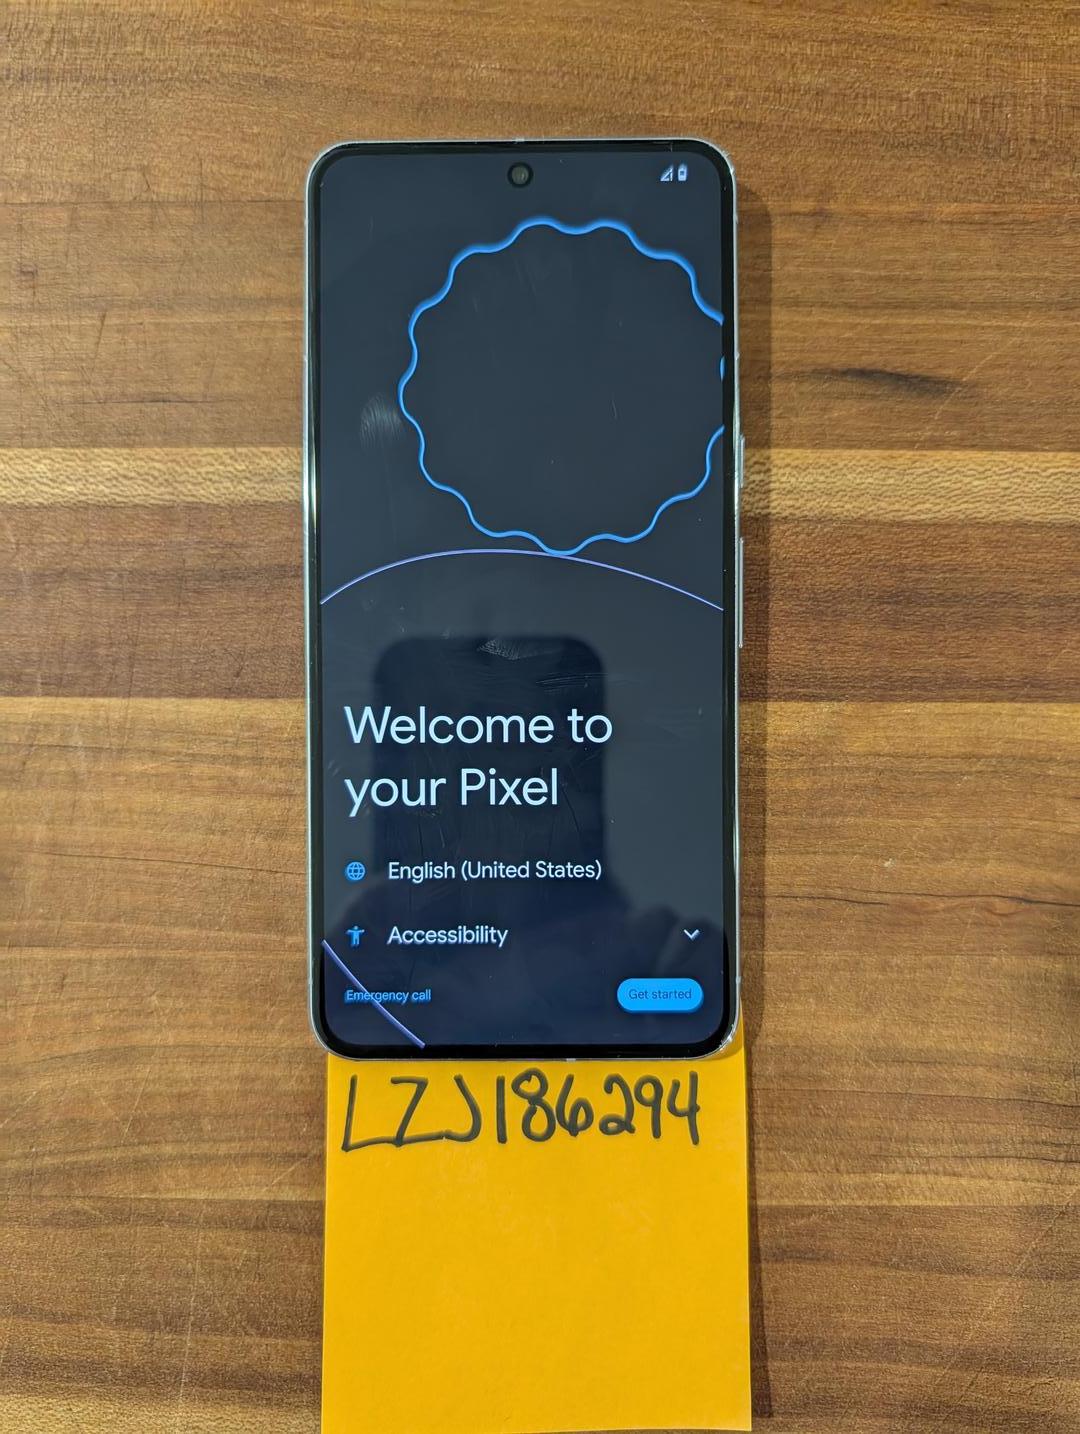 Welcome to
your Pixel
English (United States)
Accessibility
Emergency call
Get started
LZJ186294